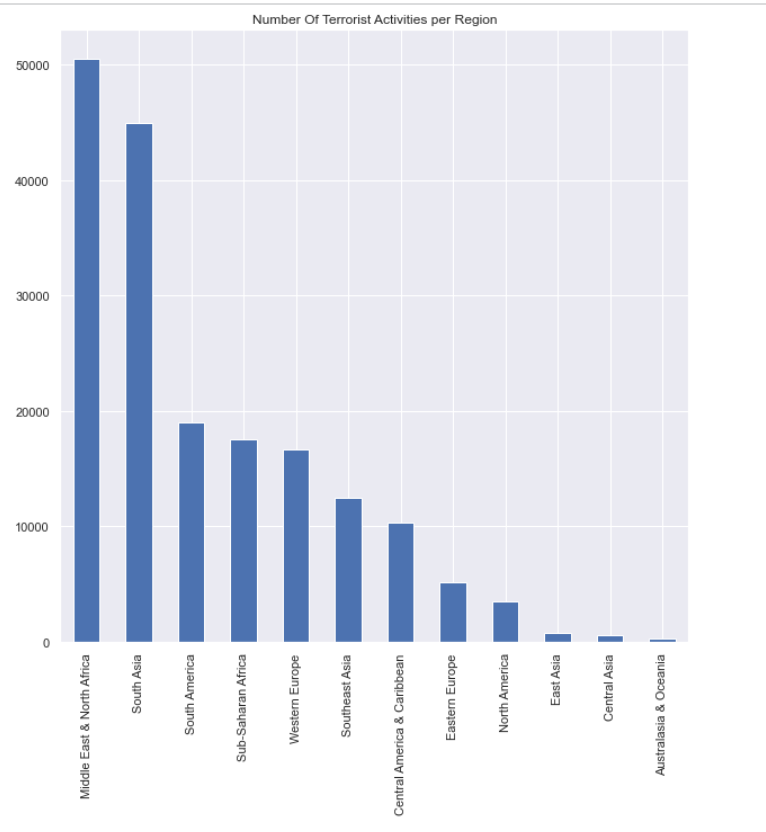 Number Of Terrorist Activities per Region
50000
40000
30000
20000
10000
0
Middle East & North Africa
South Asia
South America
Sub-Saharan Africa
Western Europe
Southeast Asia
Central America & Caribbean
Eastern Europe
North America
East Asia
Central Asia
Australasia & Oceania